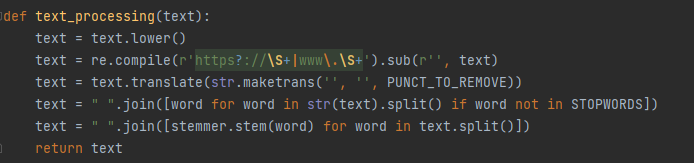 def text_processing(text):
    text = text.lower()
    text = re.compile(r'https?://\S+|www\.\S+').sub(r'', text)
    text = text.translate(str.maketrans('', '', PUNCT_TO_REMOVE))
    text = " ".join([word for word in str(text).split() if word not in STOPWORDS])
    text = " ".join([stemmer.stem(word) for word in text.split()])
    return text